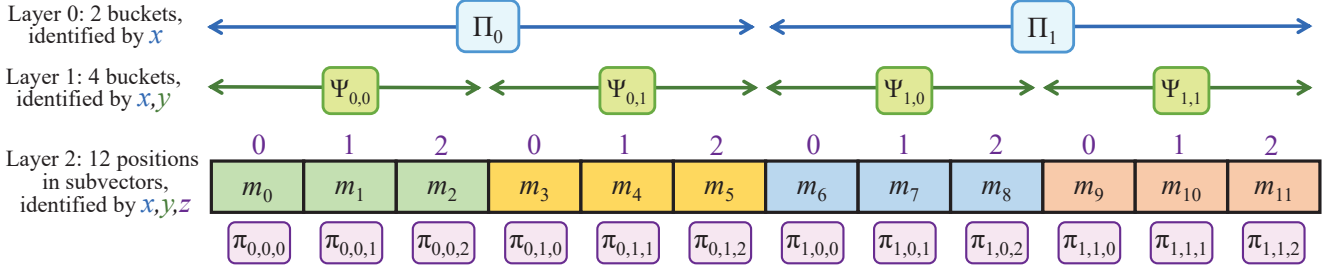 Layer 0: 2 buckets,
identified by x
Π0 Π1
Layer 1: 4 buckets,
identified by x,y
Ψ0,0 Ψ0,1 Ψ1,0 Ψ1,1
0 1 2 0 1 2 0 1 2 0 1 2
Layer 2: 12 positions
in subvectors,
identified by x,y,z
m0 m1 m2 m3 m4 m5 m6 m7 m8 m9 m10 m11
π0,0,0 π0,0,1 π0,0,2 π0,1,0 π0,1,1 π0,1,2 π1,0,0 π1,0,1 π1,0,2 π1,1,0 π1,1,1 π1,1,2